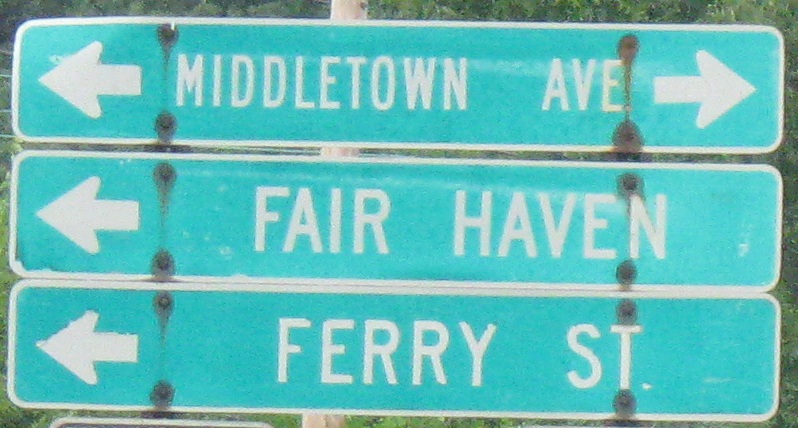 MIDDLETOWN AVE.
FAIR HAVEN
FERRY ST.